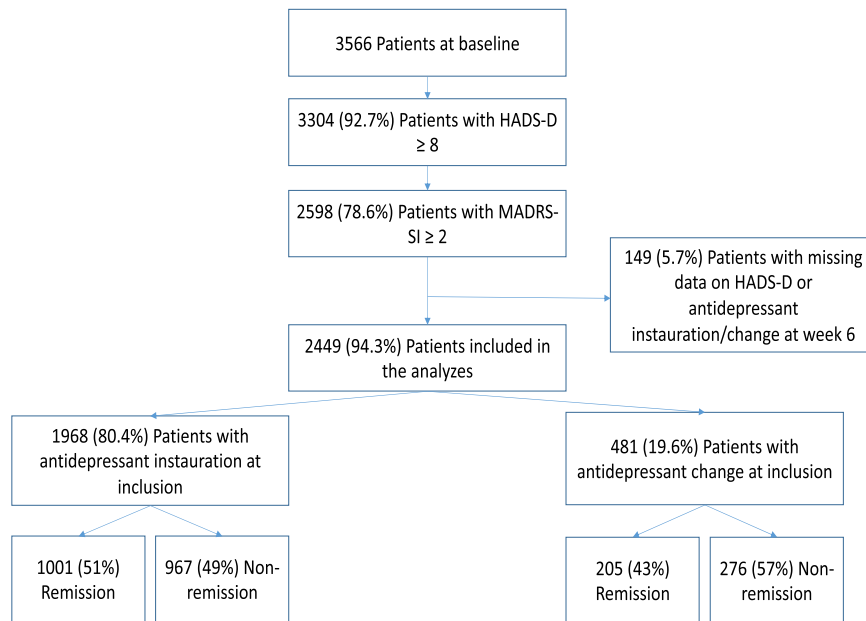 3566 Patients at baseline
3304 (92.7%) Patients with HADS-D
≥ 8
2598 (78.6%) Patients with MADRS-
SI ≥ 2
149 (5.7%) Patients with missing
data on HADS-D or
antidepressant
instauration/change at week 6
2449 (94.3%) Patients included in
the analyzes
1968 (80.4%) Patients with
antidepressant instauration at
inclusion
481 (19.6%) Patients with
antidepressant change at inclusion
1001 (51%)
Remission
967 (49%) Non-
remission
205 (43%)
Remission
276 (57%) Non-
remission